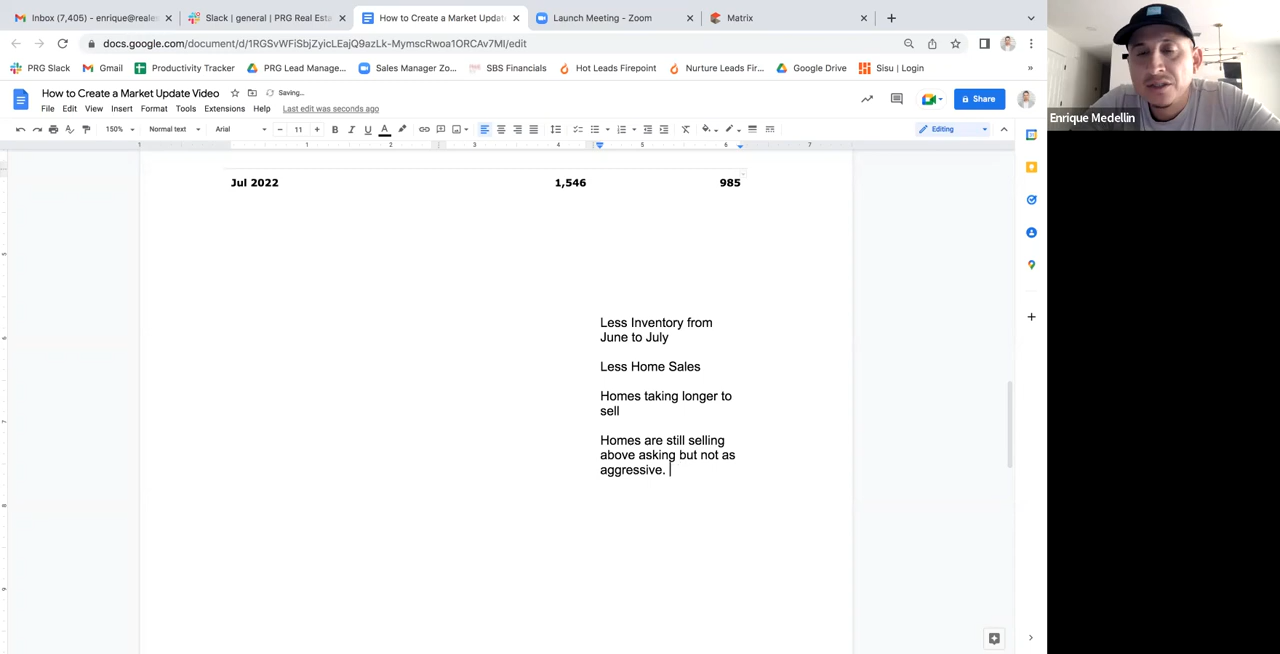 Inbox (7,405) - enrique@reales
Slack | general | PRG Real Esta
How to Create a Market Update
Launch Meeting - Zoom
Matrix
docs.google.com/document/d/1RGSvWFiSbjZyicLEajQ9azLk-MymscRwoa1ORCAv7MI/edit
PRG Slack
Gmail
Productivity Tracker
PRG Lead Manage...
Sales Manager Zo...
SBS Financials
Hot Leads Firepoint
Nurture Leads Fir...
Google Drive
Sisu | Login
How to Create a Market Update Video
Saving...
File Edit View Insert Format Tools Extensions Help Last edit was seconds ago
Share
150% Normal text Arial 11 Editing
Jul 2022 1,546 985
Less Inventory from
June to July
Less Home Sales
Homes taking longer to
sell
Homes are still selling
above asking but not as
aggressive.
Enrique Medellin